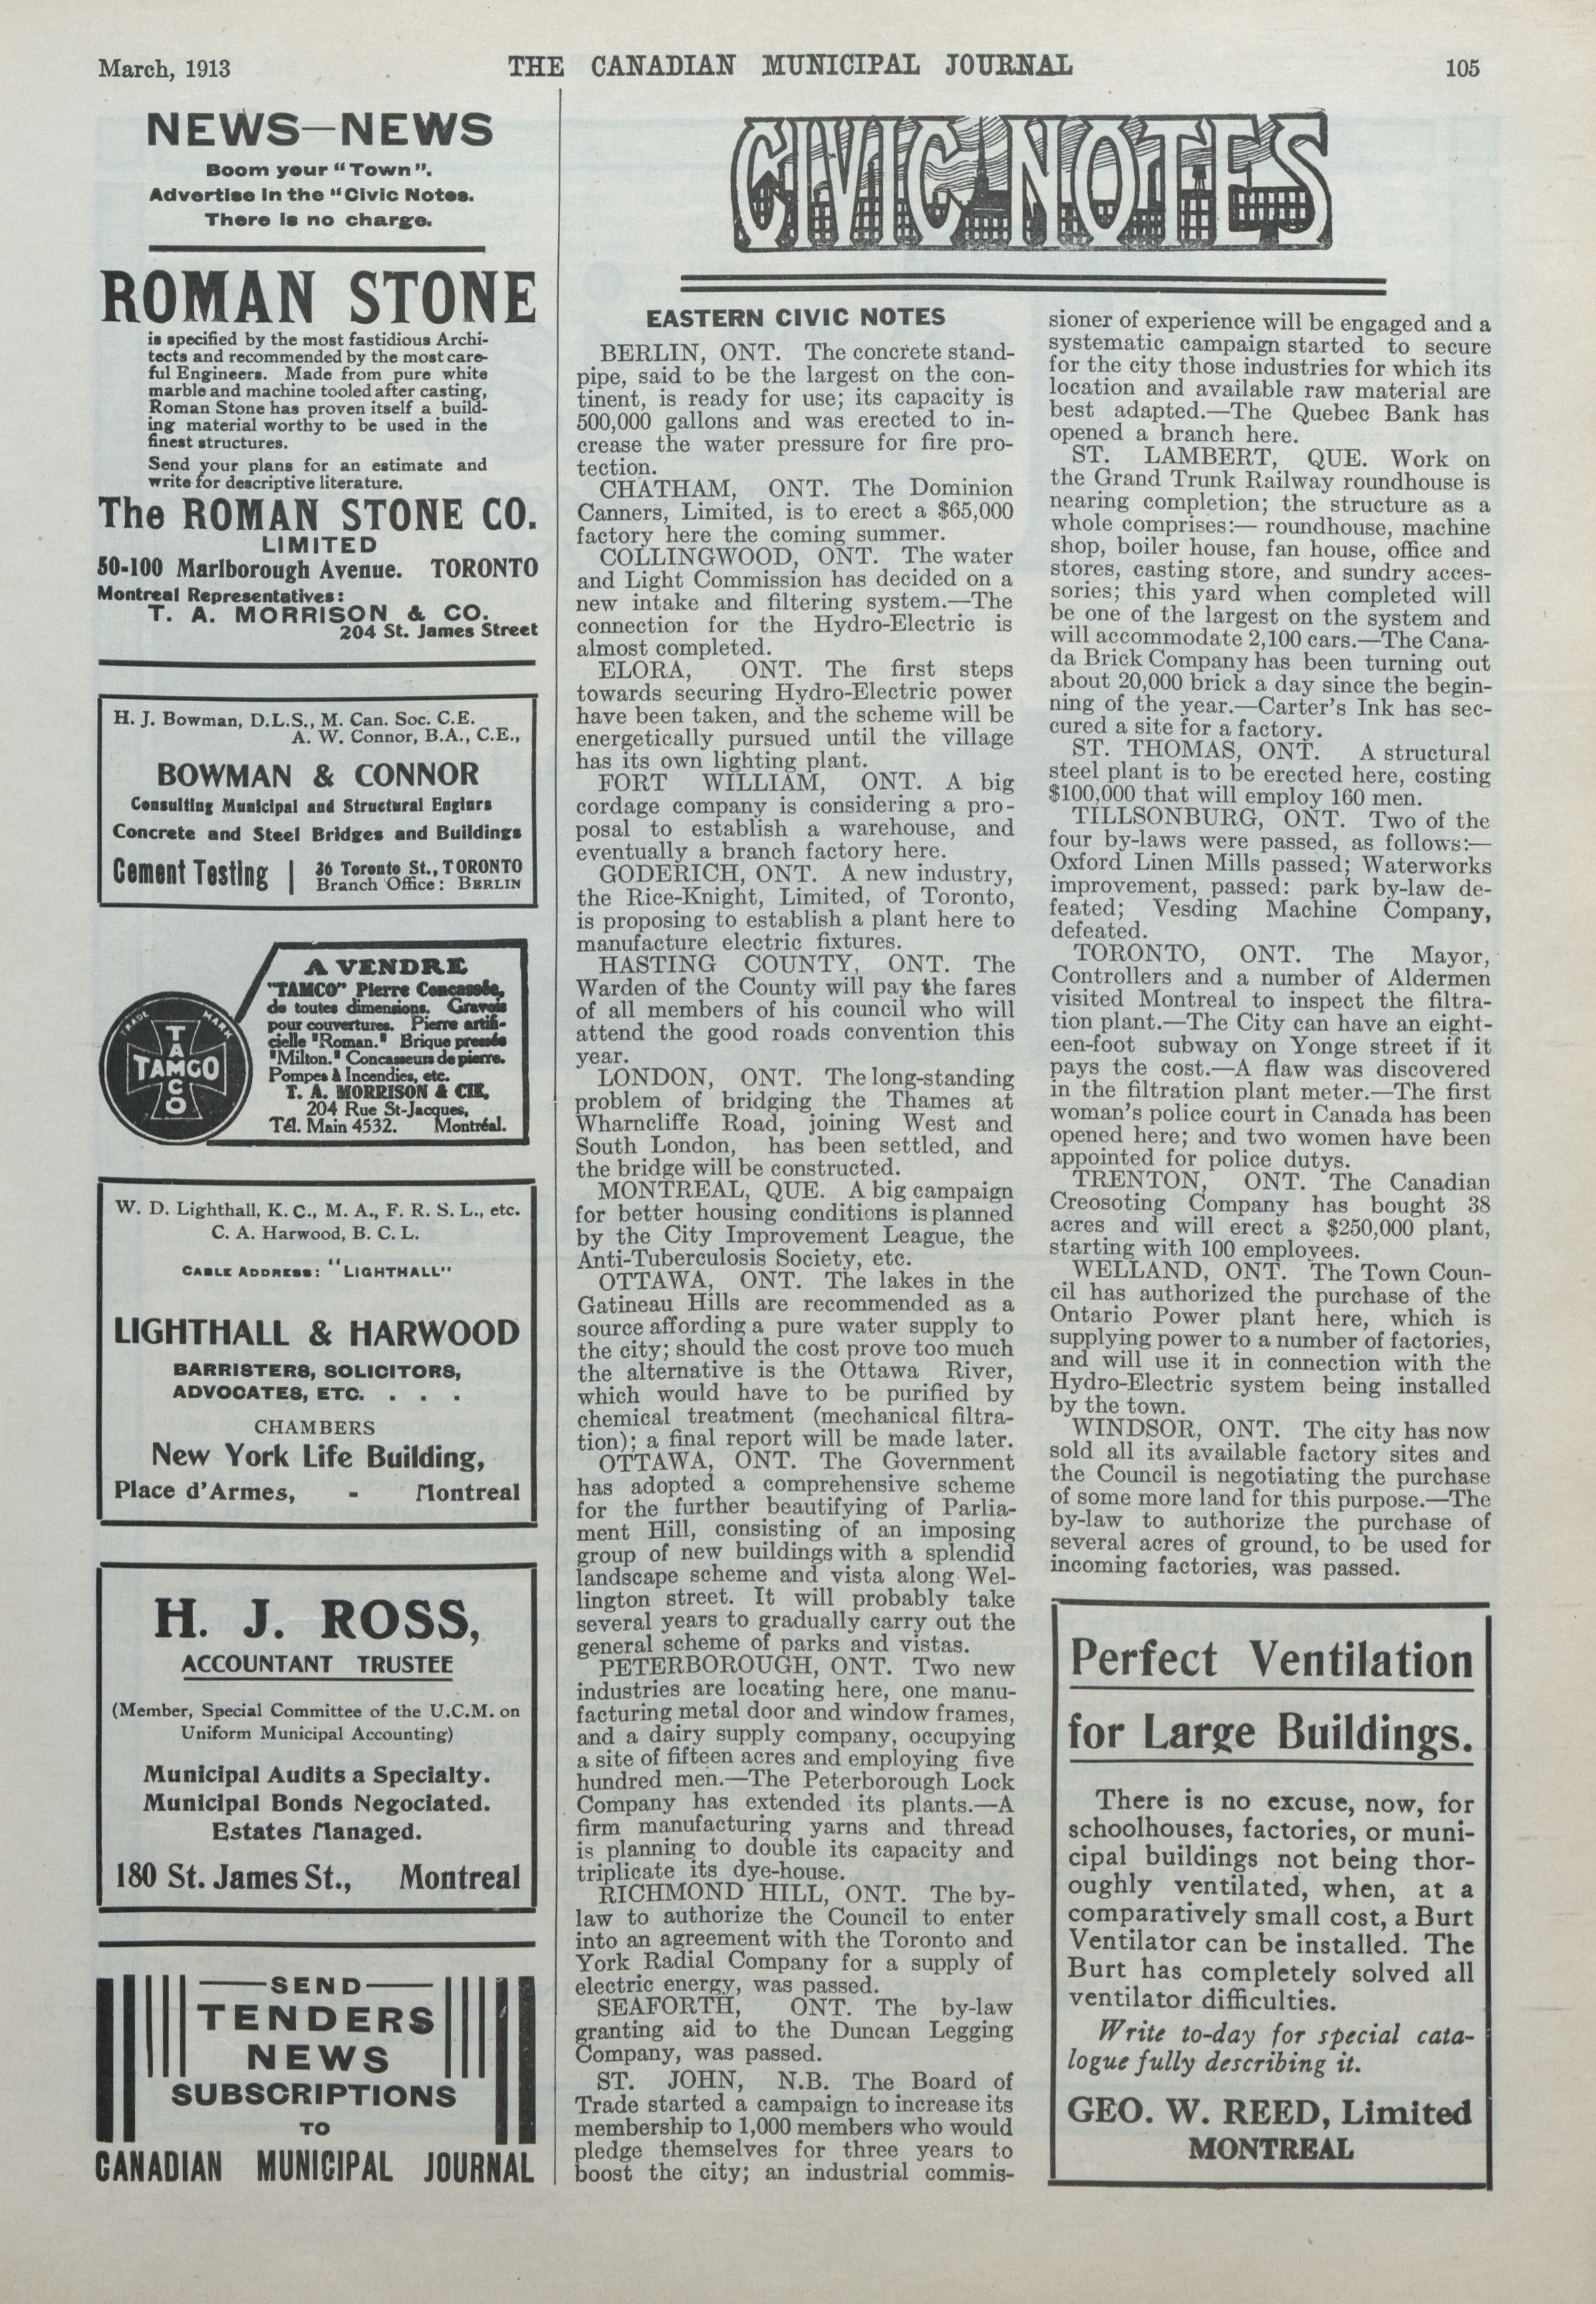 March, 1913
THE CANADIAN MUNICIPAL JOURNAL
105
NEWS—NEWS
Boom your "Town".
Advertise in the "Civic Notes.
There is no charge.
ROMAN STONE
is specified by the most fastidious Archi-
tects and recommended by the most care-
ful Engineers. Made from pure white
marble and machine tooled after casting,
Roman Stone has proven itself a build-
ing material worthy to be used in the
finest structures.
Send your plans for an estimate and
write for descriptive literature.
The ROMAN STONE CO.
LIMITED
50-100 Marlborough Avenue. TORONTO
Montreal Representatives:
T. A. MORRISON & CO.
204 St. James Street
H. J. Bowman, D.L.S., M. Can. Soc. C.E.
A. W. Connor, B.A., C.E.,
BOWMAN & CONNOR
Consulting Municipal and Structural Enginrs
Concrete and Steel Bridges and Buildings
Cement Testing | 36 Toronto St., TORONTO
Branch Office: BERLIN
TRADE MARK
TAMCO
TAMCO
A VENDRE
"TAMCO" Pierre Concassée,
de toutes dimensions. Gravois
pour couvertures. Pierre artifi-
cielle "Roman." Brique pressée
"Milton." Concasseurs de pierre.
Pompes à Incendies, etc.
T. A. MORRISON & CIE,
204 Rue St-Jacques,
Tél. Main 4532. Montréal.
W. D. Lighthall, K. C., M. A., F. R. S. L., etc.
C. A. Harwood, B. C. L.
CABLE ADDRESS: "LIGHTHALL"
LIGHTHALL & HARWOOD
BARRISTERS, SOLICITORS,
ADVOCATES, ETC. . . .
CHAMBERS
New York Life Building,
Place d'Armes, - Montreal
H. J. ROSS,
ACCOUNTANT TRUSTEE
(Member, Special Committee of the U.C.M. on
Uniform Municipal Accounting)
Municipal Audits a Specialty.
Municipal Bonds Negociated.
Estates Managed.
180 St. James St., Montreal
SEND
TENDERS
NEWS
SUBSCRIPTIONS
TO
CANADIAN MUNICIPAL JOURNAL
CIVIC NOTES
EASTERN CIVIC NOTES
BERLIN, ONT. The concrete stand-
pipe, said to be the largest on the con-
tinent, is ready for use; its capacity is
500,000 gallons and was erected to in-
crease the water pressure for fire pro-
tection.
CHATHAM, ONT. The Dominion
Canners, Limited, is to erect a $65,000
factory here the coming summer.
COLLINGWOOD, ONT. The water
and Light Commission has decided on a
new intake and filtering system.—The
connection for the Hydro-Electric is
almost completed.
ELORA, ONT. The first steps
towards securing Hydro-Electric power
have been taken, and the scheme will be
energetically pursued until the village
has its own lighting plant.
FORT WILLIAM, ONT. A big
cordage company is considering a pro-
posal to establish a warehouse, and
eventually a branch factory here.
GODERICH, ONT. A new industry,
the Rice-Knight, Limited, of Toronto,
is proposing to establish a plant here to
manufacture electric fixtures.
HASTING COUNTY, ONT. The
Warden of the County will pay the fares
of all members of his council who will
attend the good roads convention this
year.
LONDON, ONT. The long-standing
problem of bridging the Thames at
Wharncliffe Road, joining West and
South London, has been settled, and
the bridge will be constructed.
MONTREAL, QUE. A big campaign
for better housing conditions is planned
by the City Improvement League, the
Anti-Tuberculosis Society, etc.
OTTAWA, ONT. The lakes in the
Gatineau Hills are recommended as a
source affording a pure water supply to
the city; should the cost prove too much
the alternative is the Ottawa River,
which would have to be purified by
chemical treatment (mechanical filtra-
tion); a final report will be made later.
OTTAWA, ONT. The Government
has adopted a comprehensive scheme
for the further beautifying of Parlia-
ment Hill, consisting of an imposing
group of new buildings with a splendid
landscape scheme and vista along Wel-
lington street. It will probably take
several years to gradually carry out the
general scheme of parks and vistas.
PETERBOROUGH, ONT. Two new
industries are locating here, one manu-
facturing metal door and window frames,
and a dairy supply company, occupying
a site of fifteen acres and employing five
hundred men.—The Peterborough Lock
Company has extended its plants.—A
firm manufacturing yarns and thread
is planning to double its capacity and
triplicate its dye-house.
RICHMOND HILL, ONT. The by-
law to authorize the Council to enter
into an agreement with the Toronto and
York Radial Company for a supply of
electric energy, was passed.
SEAFORTH, ONT. The by-law
granting aid to the Duncan Legging
Company, was passed.
ST. JOHN, N.B. The Board of
Trade started a campaign to increase its
membership to 1,000 members who would
pledge themselves for three years to
boost the city; an industrial commis-
sioner of experience will be engaged and a
systematic campaign started to secure
for the city those industries for which its
location and available raw material are
best adapted.—The Quebec Bank has
opened a branch here.
ST. LAMBERT, QUE. Work on
the Grand Trunk Railway roundhouse is
nearing completion; the structure as a
whole comprises:— roundhouse, machine
shop, boiler house, fan house, office and
stores, casting store, and sundry acces-
sories; this yard when completed will
be one of the largest on the system and
will accommodate 2,100 cars.—The Cana-
da Brick Company has been turning out
about 20,000 brick a day since the begin-
ning of the year.—Carter's Ink has sec-
cured a site for a factory.
ST. THOMAS, ONT. A structural
steel plant is to be erected here, costing
$100,000 that will employ 160 men.
TILLSONBURG, ONT. Two of the
four by-laws were passed, as follows:—
Oxford Linen Mills passed; Waterworks
improvement, passed: park by-law de-
feated; Vesding Machine Company,
defeated.
TORONTO, ONT. The Mayor,
Controllers and a number of Aldermen
visited Montreal to inspect the filtra-
tion plant.—The City can have an eight-
een-foot subway on Yonge street if it
pays the cost.—A flaw was discovered
in the filtration plant meter.—The first
woman's police court in Canada has been
opened here; and two women have been
appointed for police dutys.
TRENTON, ONT. The Canadian
Creosoting Company has bought 38
acres and will erect a $250,000 plant,
starting with 100 employees.
WELLAND, ONT. The Town Coun-
cil has authorized the purchase of the
Ontario Power plant here, which is
supplying power to a number of factories,
and will use it in connection with the
Hydro-Electric system being installed
by the town.
WINDSOR, ONT. The city has now
sold all its available factory sites and
the Council is negotiating the purchase
of some more land for this purpose.—The
by-law to authorize the purchase of
several acres of ground, to be used for
incoming factories, was passed.
Perfect Ventilation
for Large Buildings.
There is no excuse, now, for
schoolhouses, factories, or muni-
cipal buildings not being thor-
oughly ventilated, when, at a
comparatively small cost, a Burt
Ventilator can be installed. The
Burt has completely solved all
ventilator difficulties.
Write to-day for special cata-
logue fully describing it.
GEO. W. REED, Limited
MONTREAL